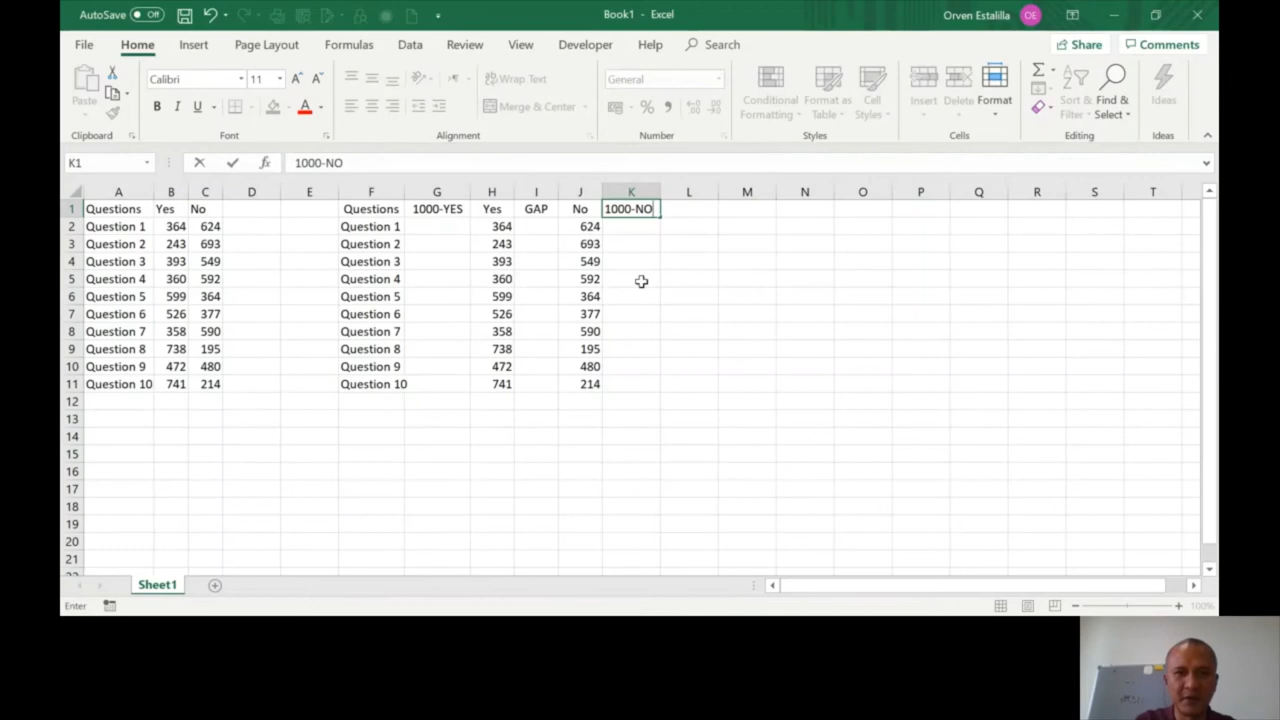 AutoSave Off Book1 - Excel Orven Estalilla OE
File Home Insert Page Layout Formulas Data Review View Developer Help Search Share Comments
Paste Calibri 11 Wrap Text General Conditional Formatting Format as Table Cell Styles Insert Delete Format Sort & Filter Find & Select Ideas
B I U A Merge & Center
Clipboard Font Alignment Number Styles Cells Editing Ideas
K1 fx 1000-NO
A B C D E F G H I J K L M N O P Q R S T
1 Questions Yes No Questions 1000-YES Yes GAP No 1000-NO
2 Question 1 364 624 Question 1 364 624
3 Question 2 243 693 Question 2 243 693
4 Question 3 393 549 Question 3 393 549
5 Question 4 360 592 Question 4 360 592
6 Question 5 599 364 Question 5 599 364
7 Question 6 526 377 Question 6 526 377
8 Question 7 358 590 Question 7 358 590
9 Question 8 738 195 Question 8 738 195
10 Question 9 472 480 Question 9 472 480
11 Question 10 741 214 Question 10 741 214
12
13
14
15
16
17
18
19
20
21
Sheet1
Enter 100%